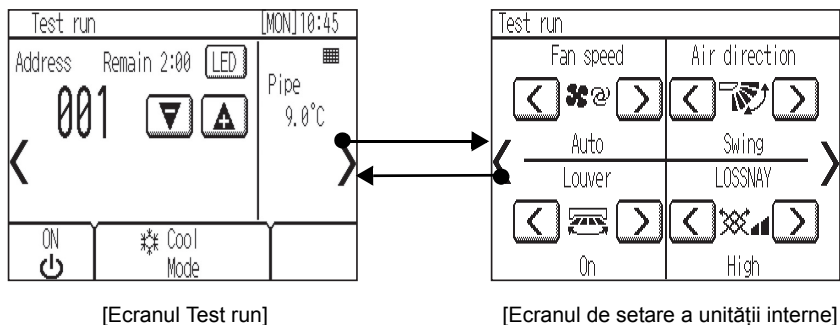 Test run [MON]10:45
Address Remain 2:00 LED
001
Pipe
9.0°C
ON
Cool
Mode
[Ecranul Test run]
Test run
Fan speed Air direction
Auto Swing
Louver LOSSNAY
On High
[Ecranul de setare a unității interne]